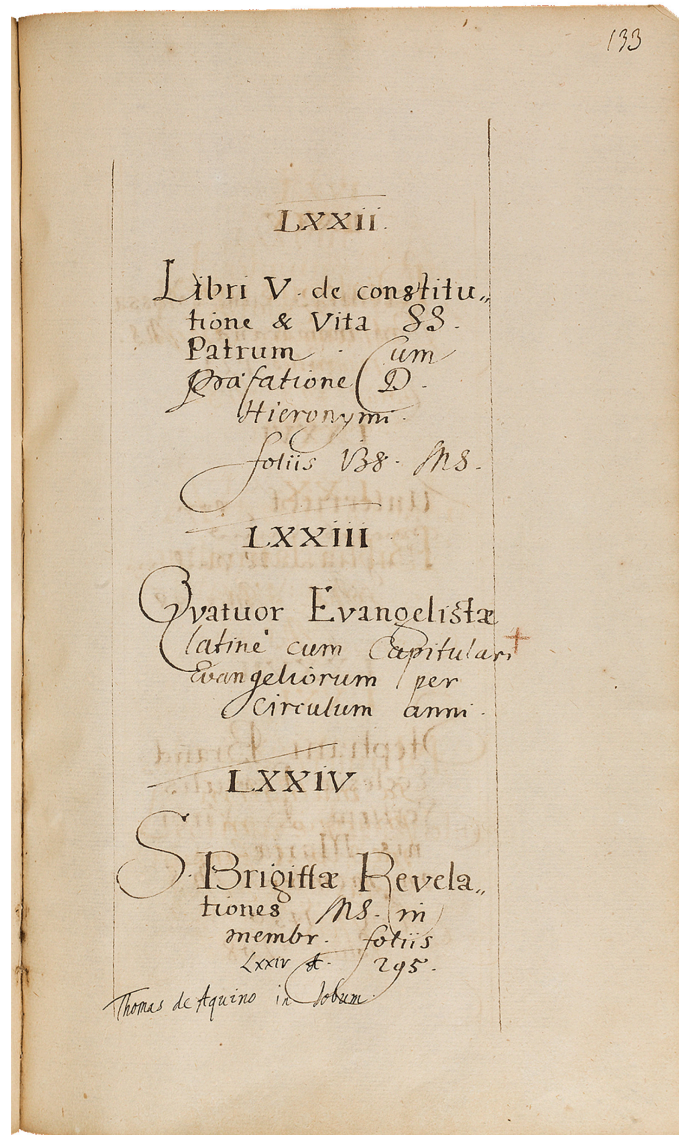 133
LXXII.
Libri V. de constitu„
tione & Vita SS.
Patrum. Cum
Præfatione D.
Hieronymi.
foliis 138. MS.
LXXIII
Qvatuor Evangelistæ
latinè cum Capitulari +
Evangeliorum per
circulum anni.
LXXIV
S. Brigittæ Revela„
tiones MS. in
membr. foliis
295.
LXXIV
Thomas de Aquino in Jobum.